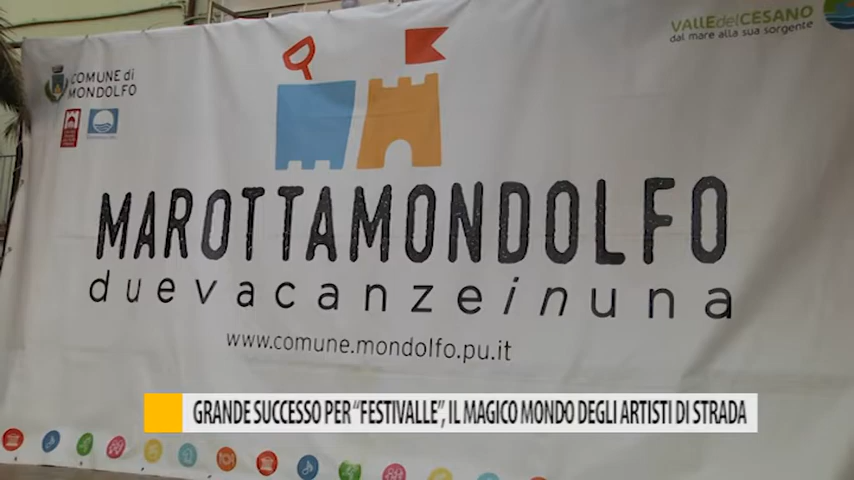 VALLEdelCESANO
dal mare alla sua sorgente
COMUNE di
MONDOLFO
MAROTTAMONDOLFO
duevacanzeinuna
www.comune.mondolfo.pu.it
GRANDE SUCCESSO PER “FESTIVALLE”, IL MAGICO MONDO DEGLI ARTISTI DI STRADA